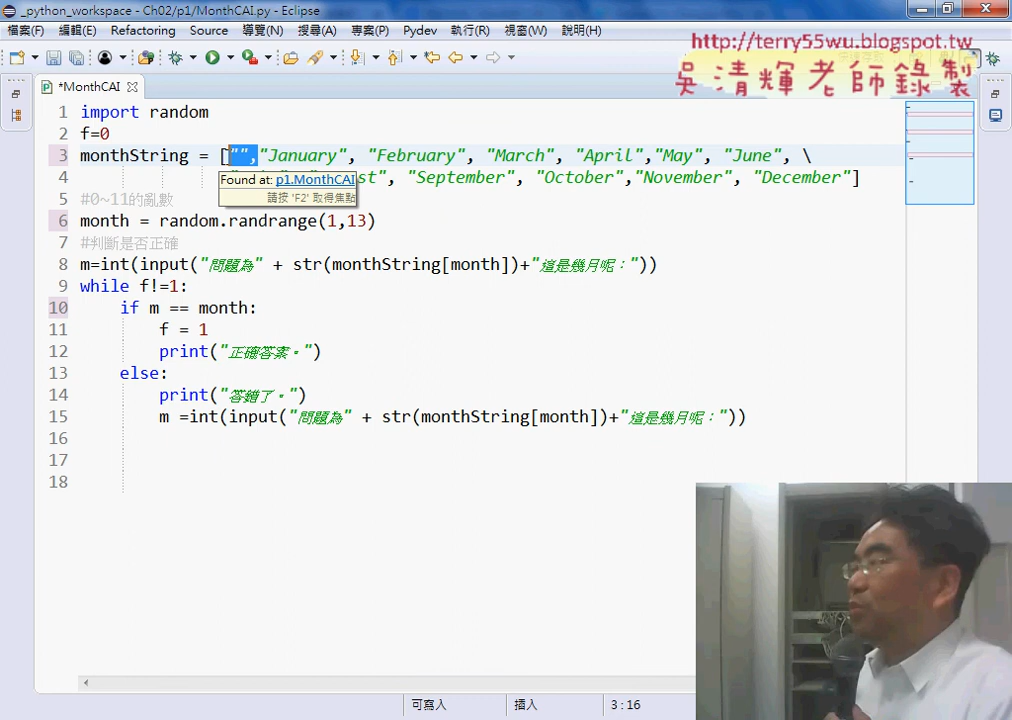 _python_workspace - Ch02/p1/MonthCAI.py - Eclipse
檔案(F) 編輯(E) Refactoring Source 導覽(N) 搜尋(A) 專案(P) Pydev 執行(R) 視窗(W) 說明(H)
http://terry55wu.blogspot.tw
吳清輝老師錄製
*MonthCAI
1 import random
2 f=0
3 monthString = ["","January", "February", "March", "April","May", "June", \
4 st", "September", "October","November", "December"]
Found at: p1.MonthCAI
請按 'F2' 取得焦點
5 #0~11的亂數
6 month = random.randrange(1,13)
7 #判斷是否正確
8 m=int(input("問題為" + str(monthString[month])+"這是幾月呢："))
9 while f!=1:
10 if m == month:
11 f = 1
12 print("正確答案。")
13 else:
14 print("答錯了。")
15 m =int(input("問題為" + str(monthString[month])+"這是幾月呢："))
16
17
18
可寫入 插入 3:16